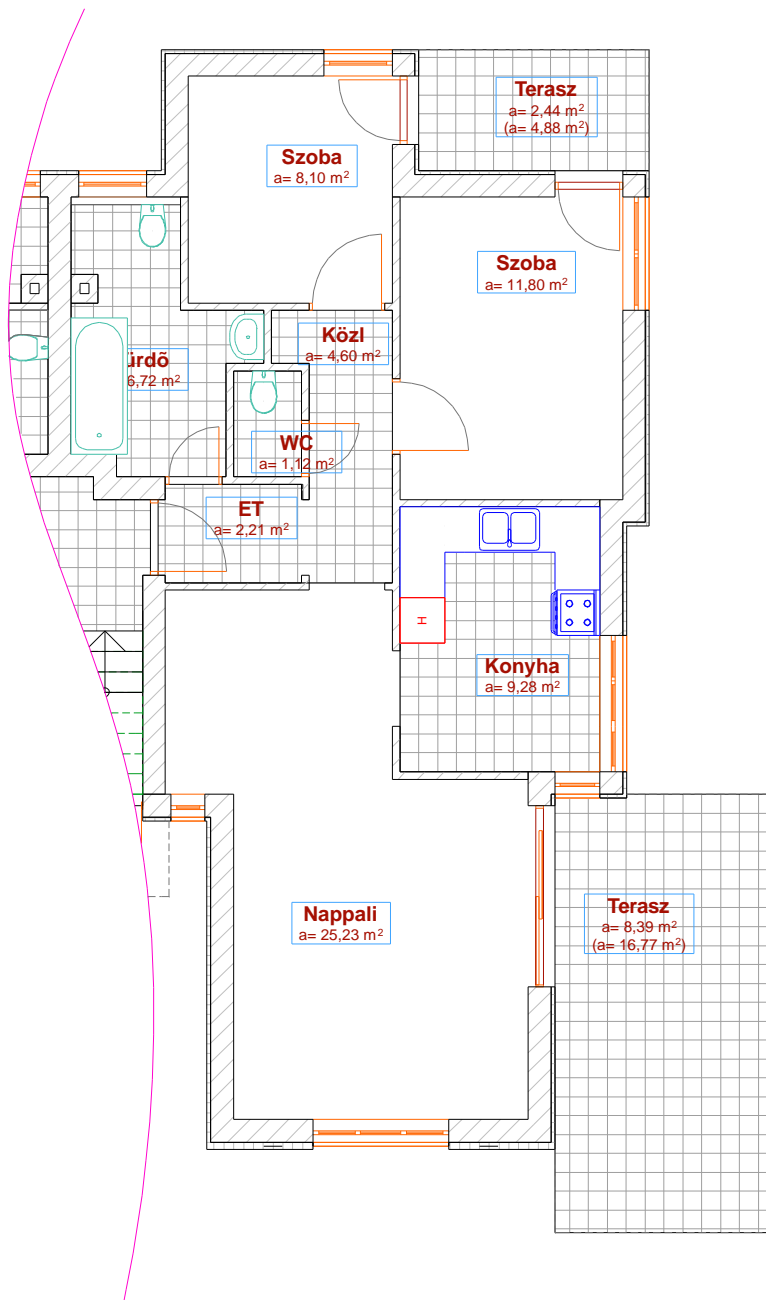 Terasz
a= 2,44 m²
(a= 4,88 m²)
Szoba
a= 8,10 m²
Szoba
a= 11,80 m²
Közl
a= 4,60 m²
ürdõ
6,72 m²
WC
a= 1,12 m²
ET
a= 2,21 m²
H
Konyha
a= 9,28 m²
Nappali
a= 25,23 m²
Terasz
a= 8,39 m²
(a= 16,77 m²)